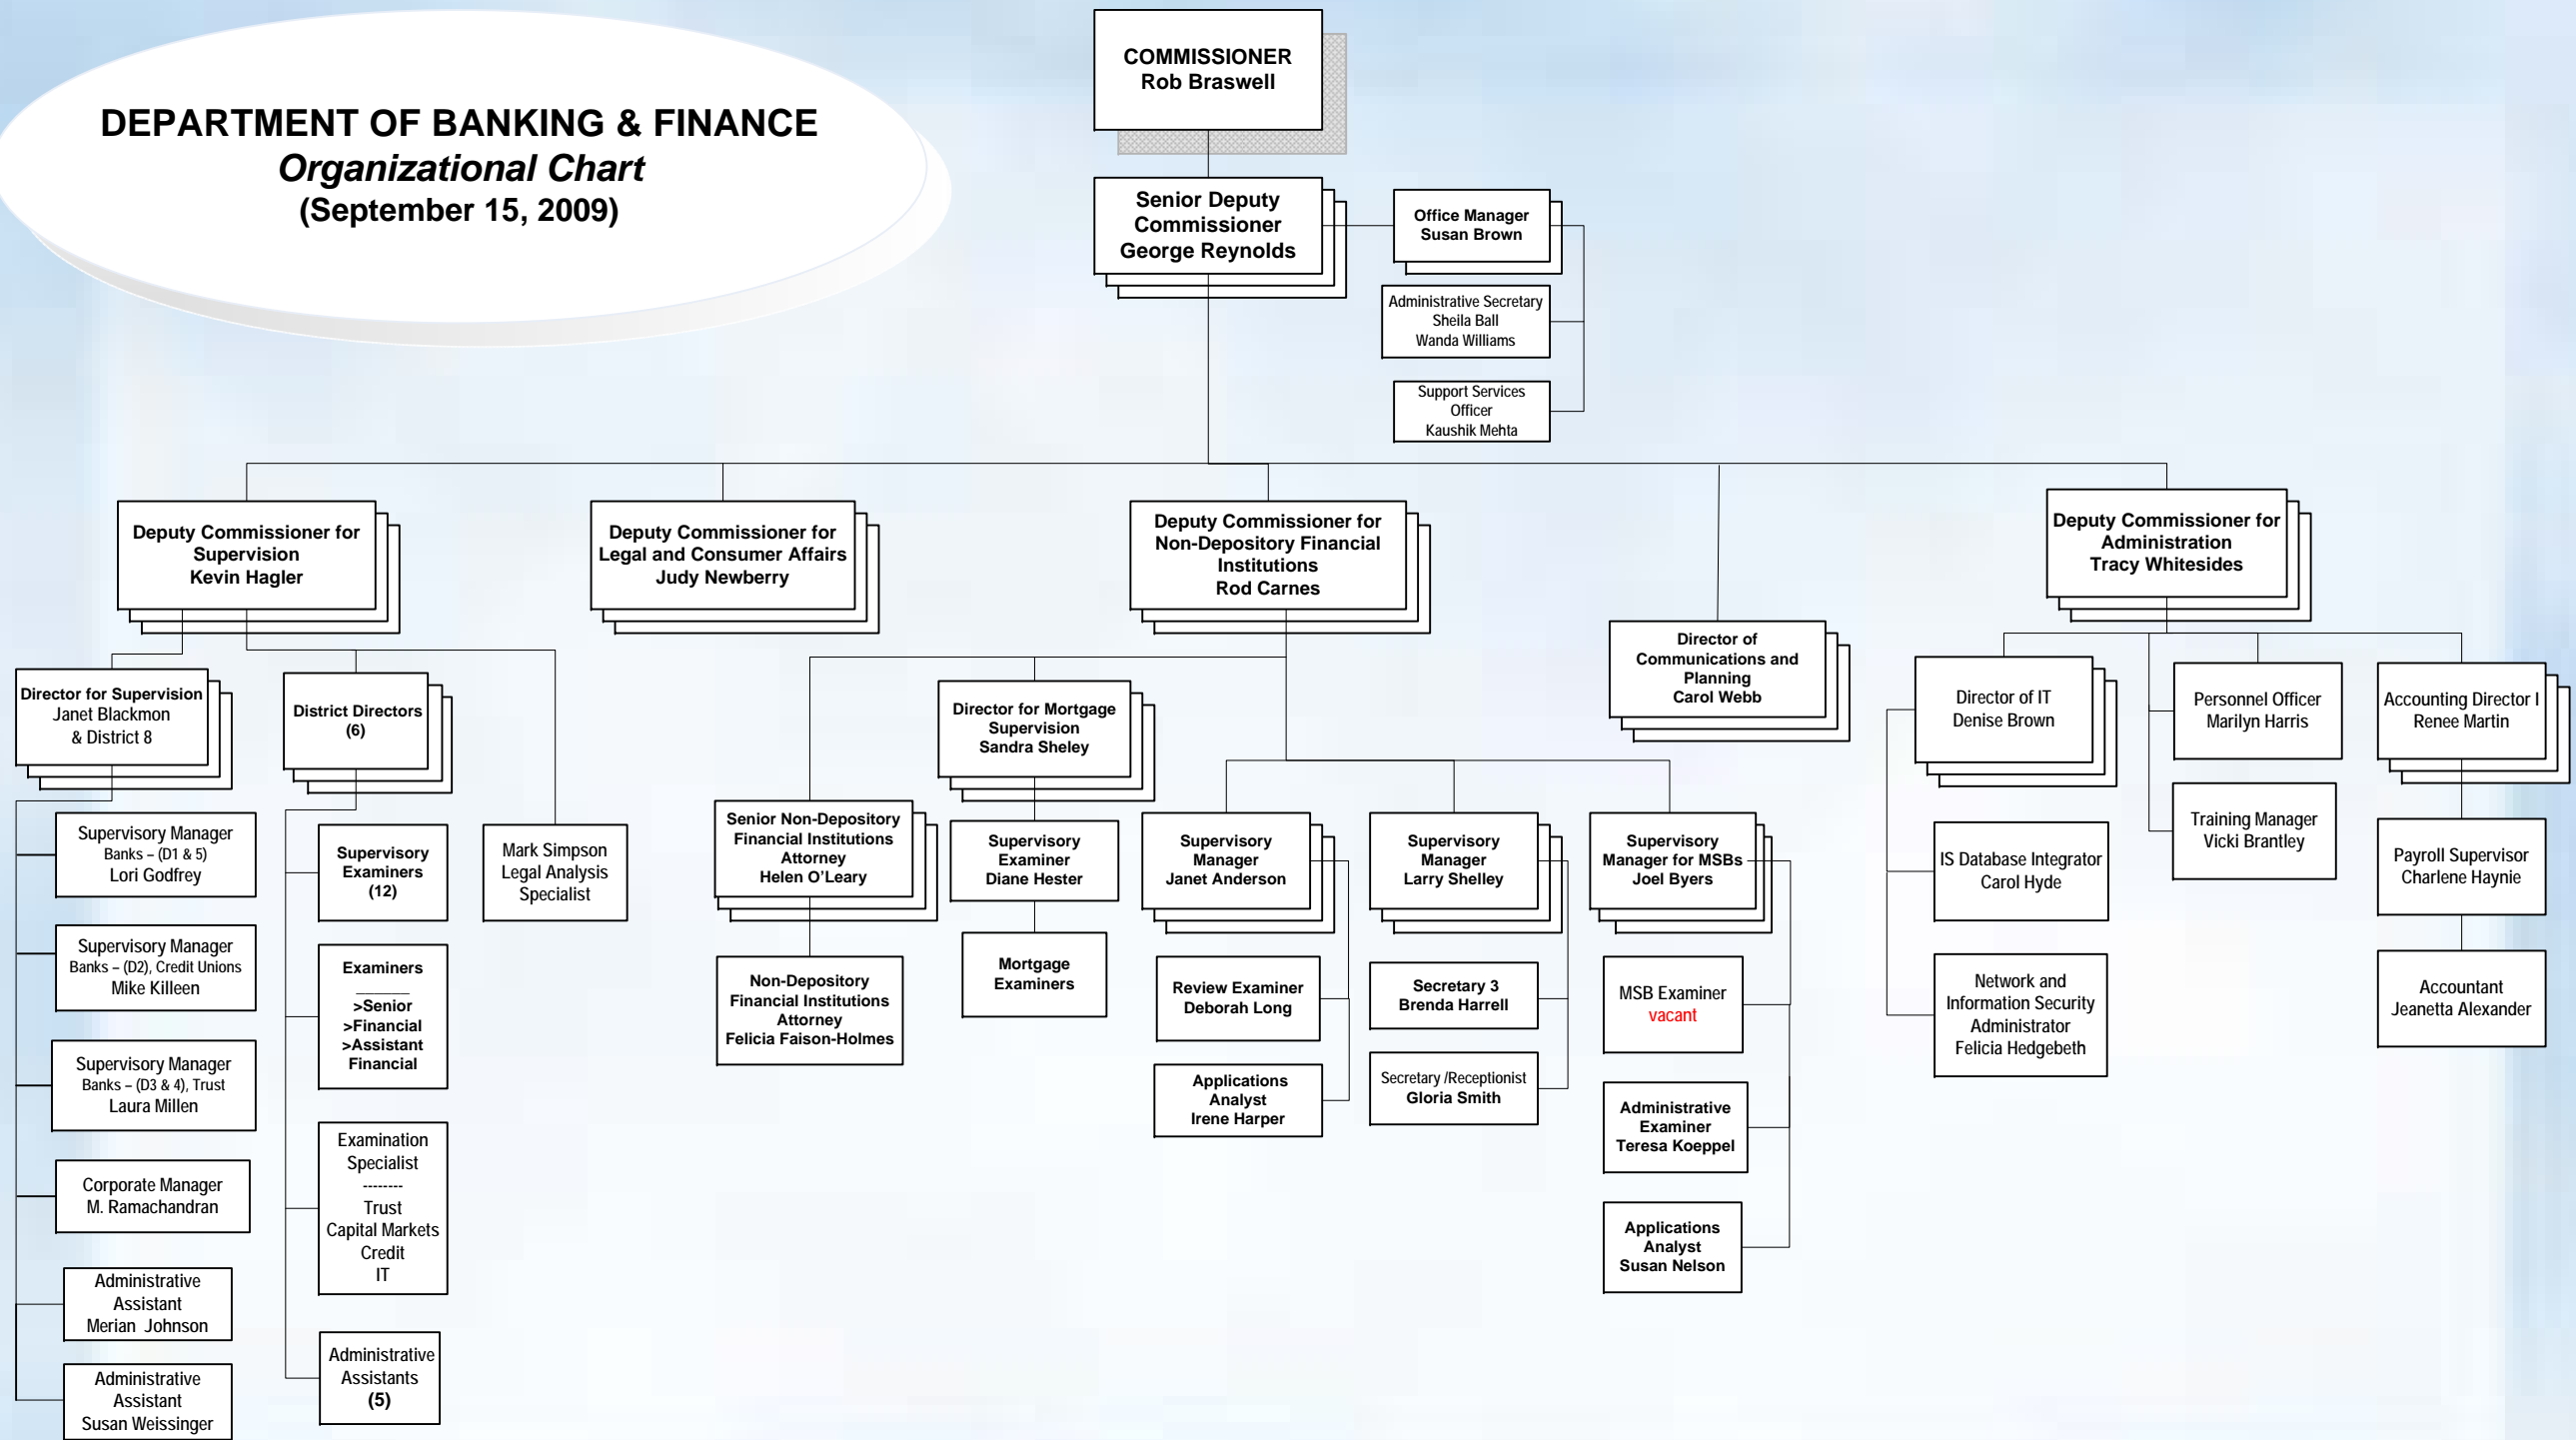 DEPARTMENT OF BANKING & FINANCE
Organizational Chart
(September 15, 2009)
COMMISSIONER
Rob Braswell
Senior Deputy
Commissioner
George Reynolds
Office Manager
Susan Brown
Administrative Secretary
Sheila Ball
Wanda Williams
Support Services
Officer
Kaushik Mehta
Deputy Commissioner for
Supervision
Kevin Hagler
Deputy Commissioner for
Legal and Consumer Affairs
Judy Newberry
Deputy Commissioner for
Non-Depository Financial
Institutions
Rod Carnes
Director of
Communications and
Planning
Carol Webb
Deputy Commissioner for
Administration
Tracy Whitesides
Director for Supervision
Janet Blackmon
& District 8
Supervisory Manager
Banks – (D1 & 5)
Lori Godfrey
Supervisory Manager
Banks – (D2), Credit Unions
Mike Killeen
Supervisory Manager
Banks – (D3 & 4), Trust
Laura Millen
Corporate Manager
M. Ramachandran
Administrative
Assistant
Merian Johnson
Administrative
Assistant
Susan Weissinger
District Directors
(6)
Supervisory
Examiners
(12)
Examiners
______
>Senior
>Financial
>Assistant
Financial
Examination
Specialist
--------
Trust
Capital Markets
Credit
IT
Administrative
Assistants
(5)
Mark Simpson
Legal Analysis
Specialist
Senior Non-Depository
Financial Institutions
Attorney
Helen O’Leary
Non-Depository
Financial Institutions
Attorney
Felicia Faison-Holmes
Director for Mortgage
Supervision
Sandra Sheley
Supervisory
Examiner
Diane Hester
Mortgage
Examiners
Supervisory
Manager
Janet Anderson
Review Examiner
Deborah Long
Applications
Analyst
Irene Harper
Supervisory
Manager
Larry Shelley
Secretary 3
Brenda Harrell
Secretary /Receptionist
Gloria Smith
Supervisory
Manager for MSBs
Joel Byers
MSB Examiner
vacant
Administrative
Examiner
Teresa Koeppel
Applications
Analyst
Susan Nelson
Director of IT
Denise Brown
IS Database Integrator
Carol Hyde
Network and
Information Security
Administrator
Felicia Hedgebeth
Personnel Officer
Marilyn Harris
Training Manager
Vicki Brantley
Accounting Director I
Renee Martin
Payroll Supervisor
Charlene Haynie
Accountant
Jeanetta Alexander